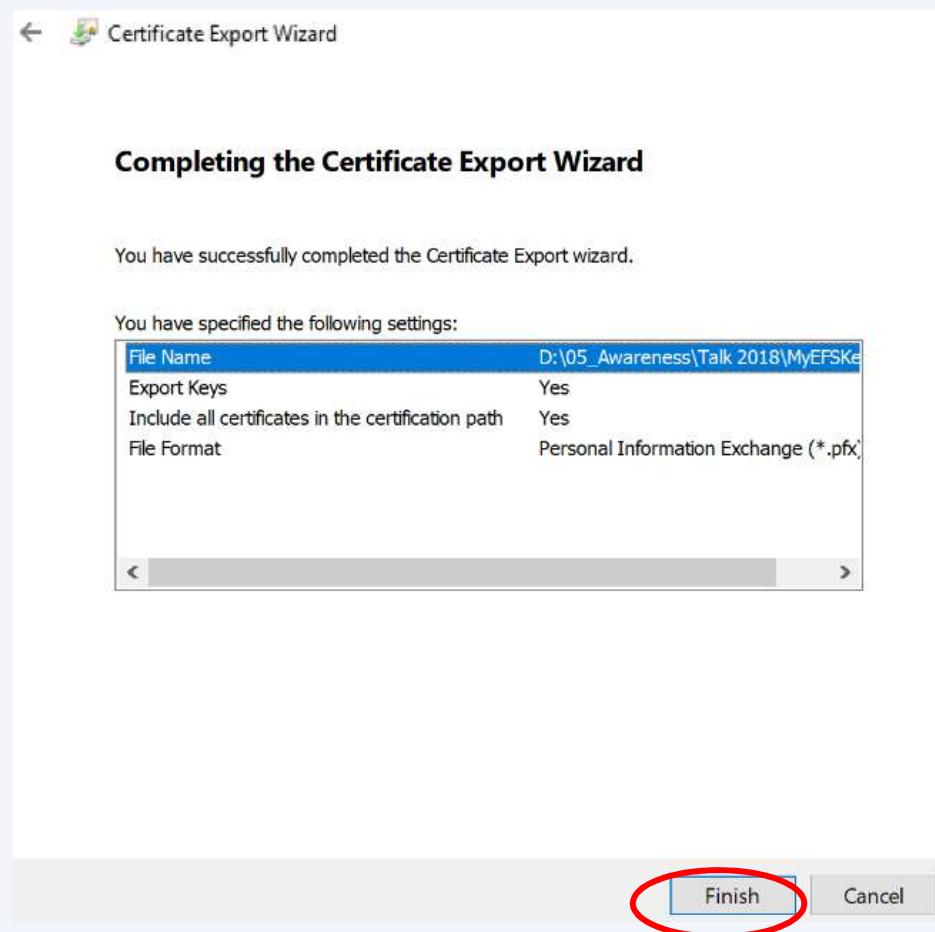 Certificate Export Wizard
Completing the Certificate Export Wizard
You have successfully completed the Certificate Export wizard.
You have specified the following settings:
File Name D:\05_Awareness\Talk 2018\MyEFSKe
Export Keys Yes
Include all certificates in the certification path Yes
File Format Personal Information Exchange (*.pfx)
Finish Cancel